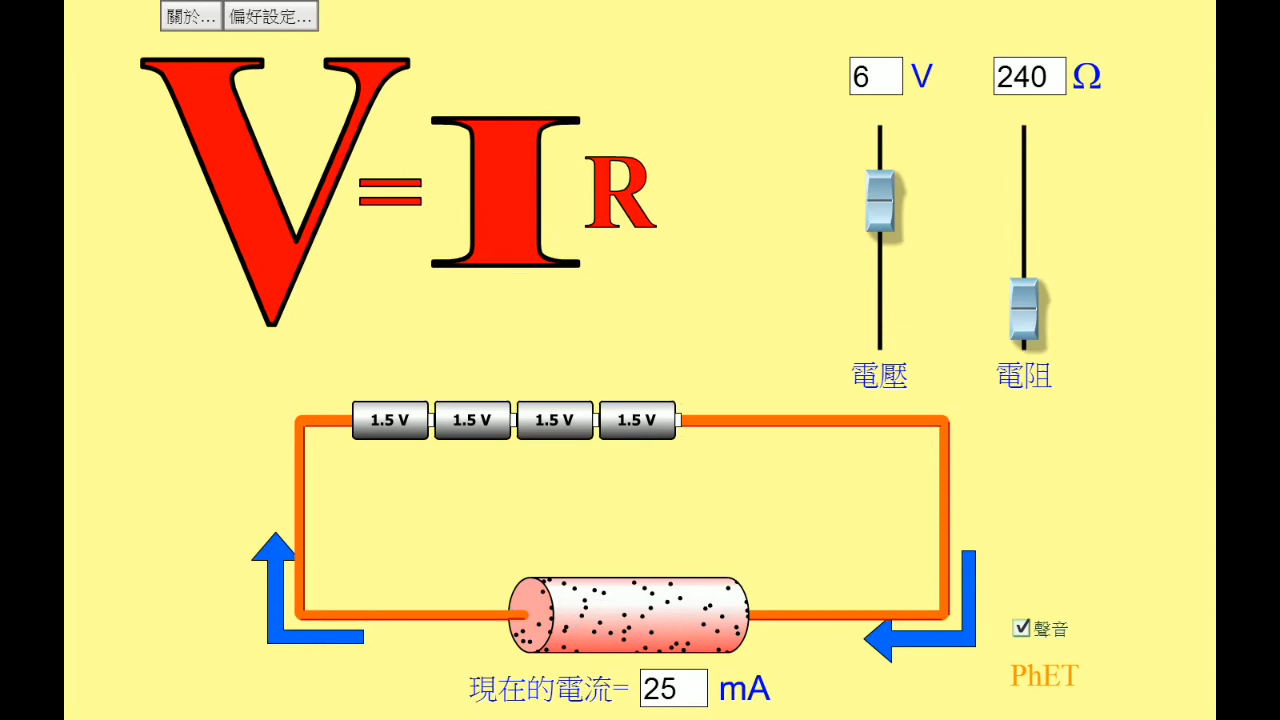 關於... 偏好設定...
V = I R
6 V 240 Ω
電壓 電阻
1.5 V 1.5 V 1.5 V 1.5 V
聲音
PhET
現在的電流= 25 mA